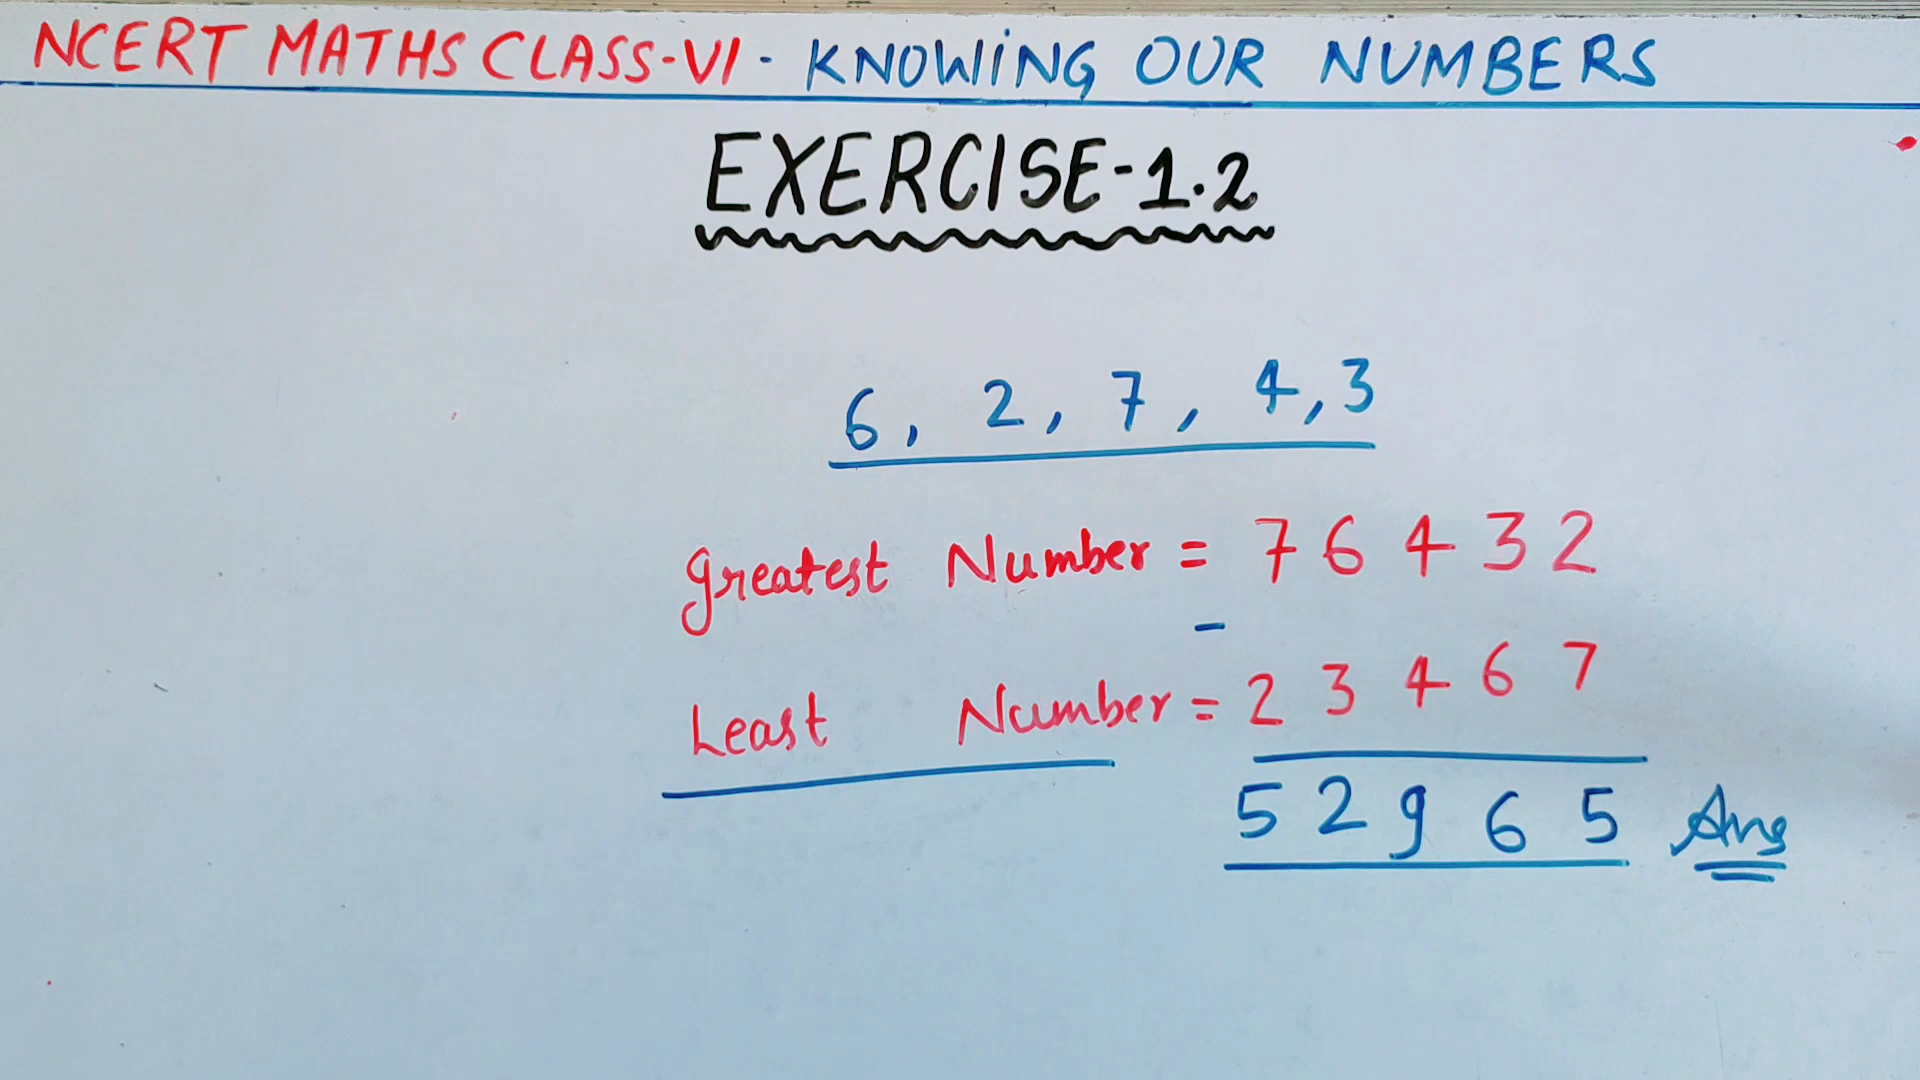 NCERT MATHS CLASS-VI - KNOWING OUR NUMBERS
EXERCISE-1.2
6, 2, 7, 4, 3
Greatest Number = 7 6 4 3 2
-
Least Number = 2 3 4 6 7
5 2 9 6 5 Ans